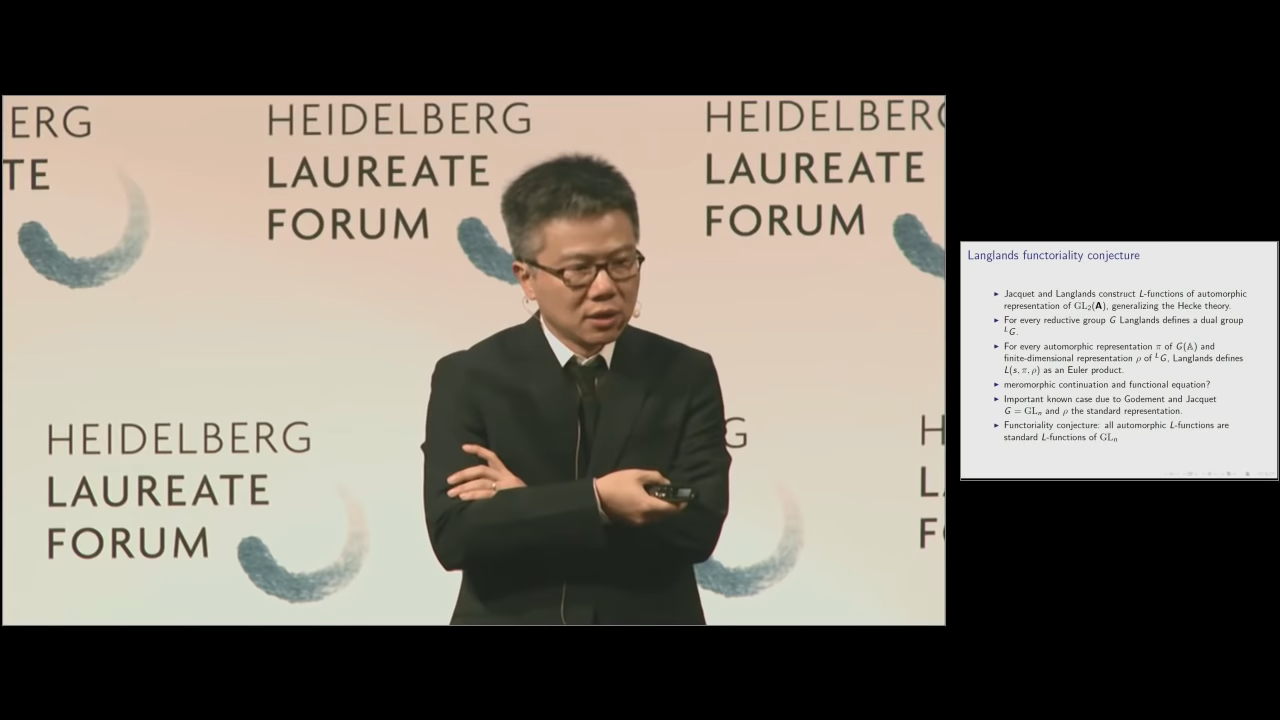 ERG
TE
HEIDELBERG
LAUREATE
FORUM
HEIDELBERG
LAUREATE
FORUM
HEIDELBERG
LAUREATE
FORUM
G
H
L
F
Langlands functoriality conjecture
Jacquet and Langlands construct L-functions of automorphic
representation of GL₂(A), generalizing the Hecke theory.
For every reductive group G Langlands defines a dual group
ᴸG.
For every automorphic representation π of G(𝔸) and
finite-dimensional representation ρ of ᴸG, Langlands defines
L(s, π, ρ) as an Euler product.
meromorphic continuation and functional equation?
Important known case due to Godement and Jacquet
G = GLₙ and ρ the standard representation.
Functoriality conjecture: all automorphic L-functions are
standard L-functions of GLₙ